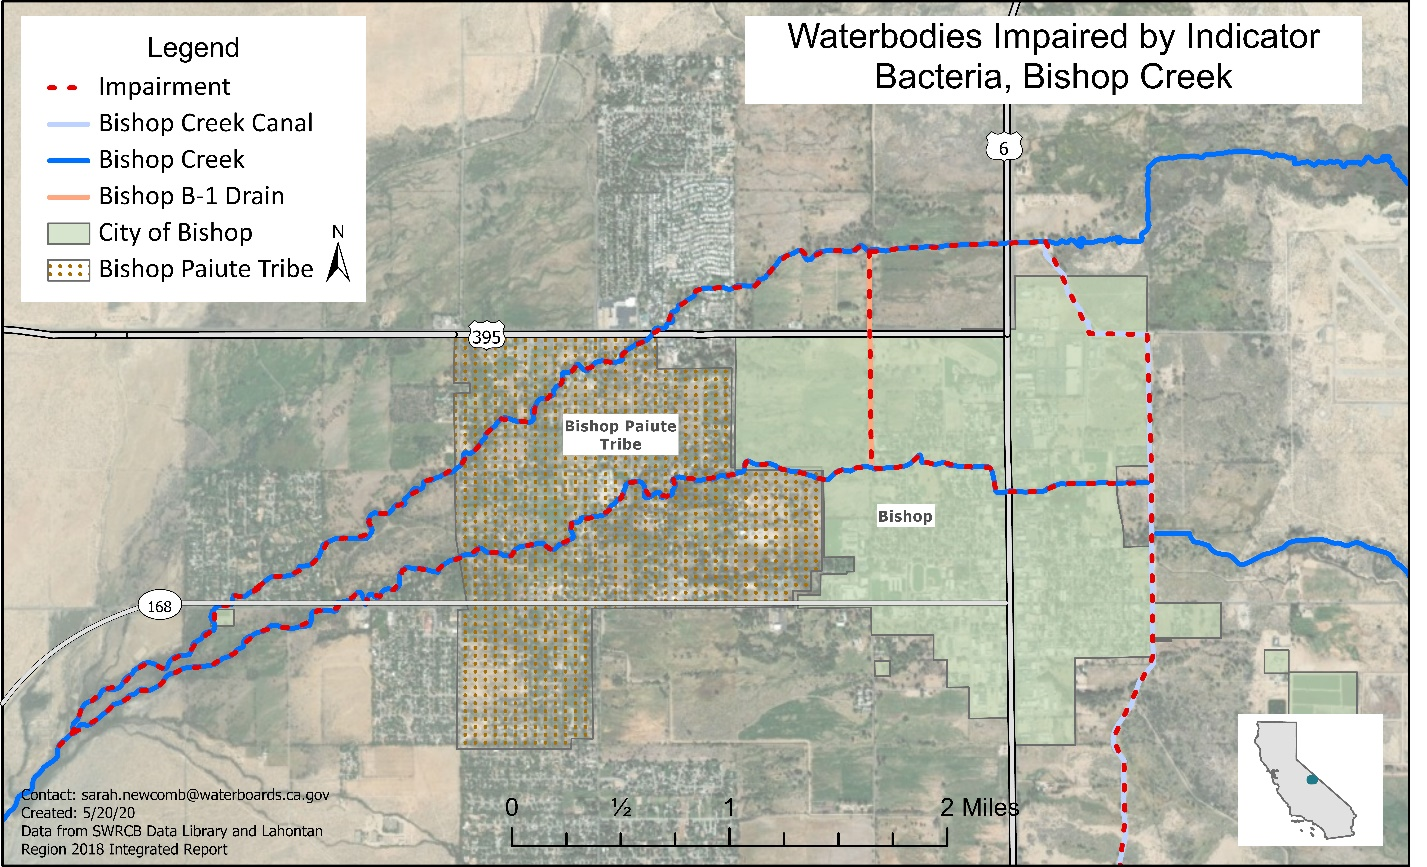 Waterbodies Impaired by Indicator
Bacteria, Bishop Creek
Legend
Impairment
Bishop Creek Canal
Bishop Creek
Bishop B-1 Drain
City of Bishop
Bishop Paiute Tribe
N
6
395
Bishop Paiute
Tribe
Bishop
168
Contact: sarah.newcomb@waterboards.ca.gov
Created: 5/20/20
Data from SWRCB Data Library and Lahontan
Region 2018 Integrated Report
0 ½ 1 2 Miles